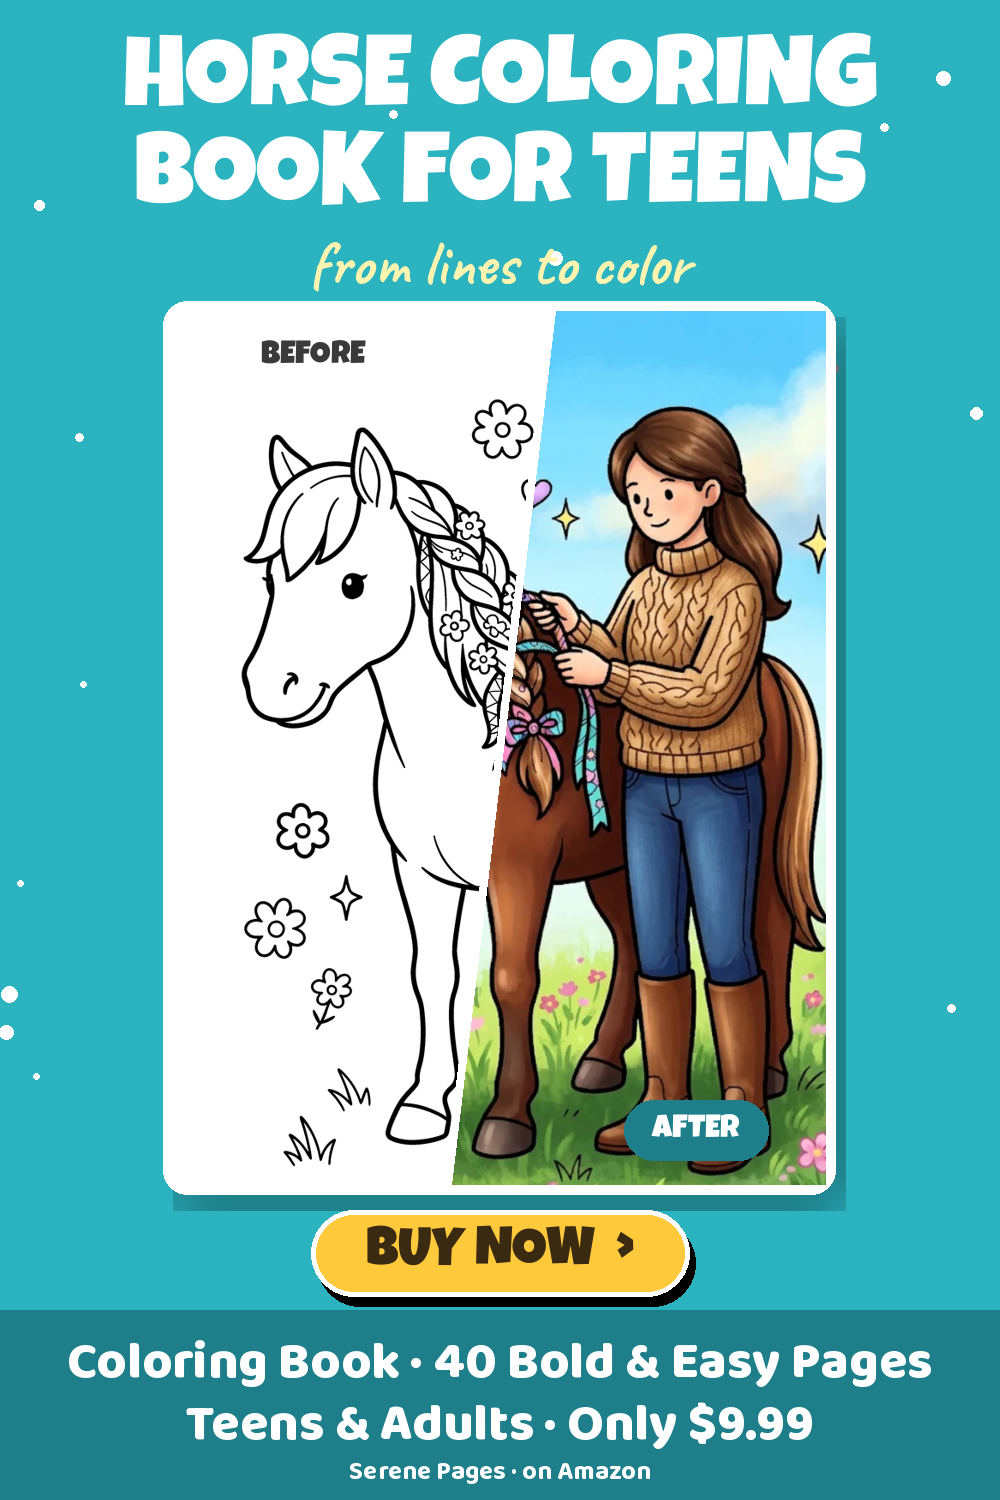 HORSE COLORING
BOOK FOR TEENS
from lines to color
BEFORE
AFTER
BUY NOW >
Coloring Book · 40 Bold & Easy Pages
Teens & Adults · Only $9.99
Serene Pages · on Amazon